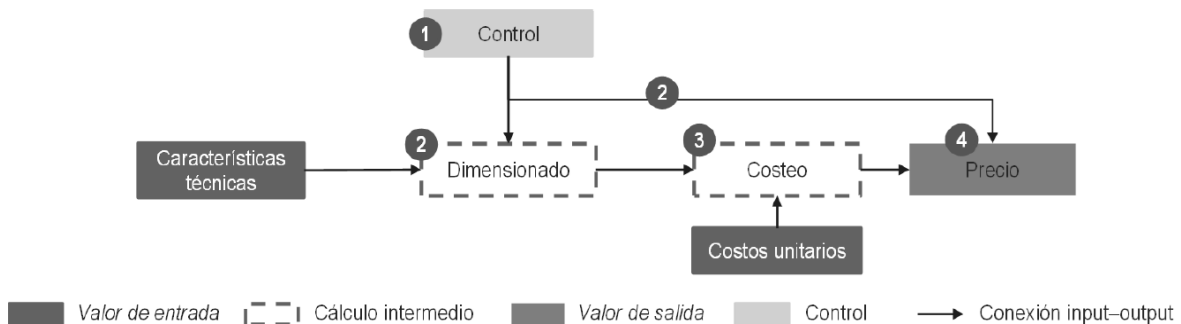 1 Control
2
Características
técnicas
2 Dimensionado
3 Costeo
4 Precio
Costos unitarios
Valor de entrada Cálculo intermedio Valor de salida Control Conexión input–output